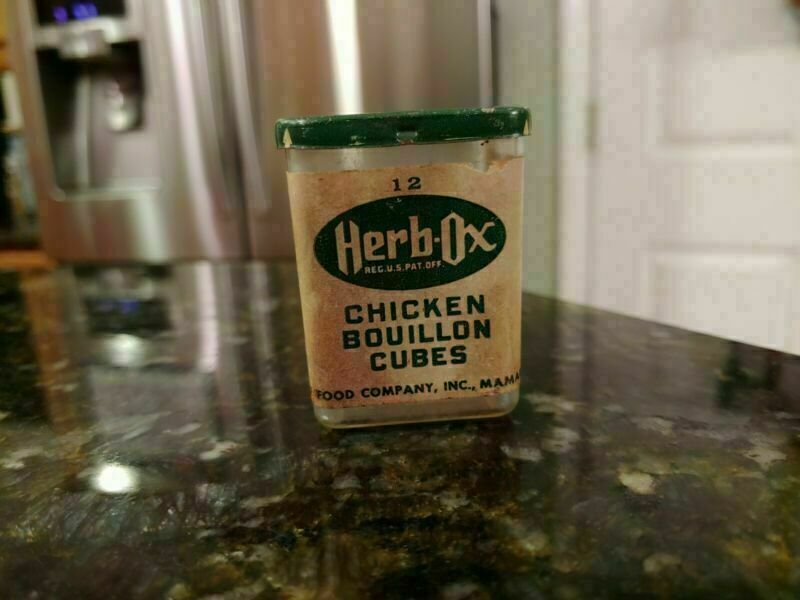 12
Herb-Ox
REG.U.S.PAT.OFF.
CHICKEN
BOUILLON
CUBES
FOOD COMPANY, INC., MAMA